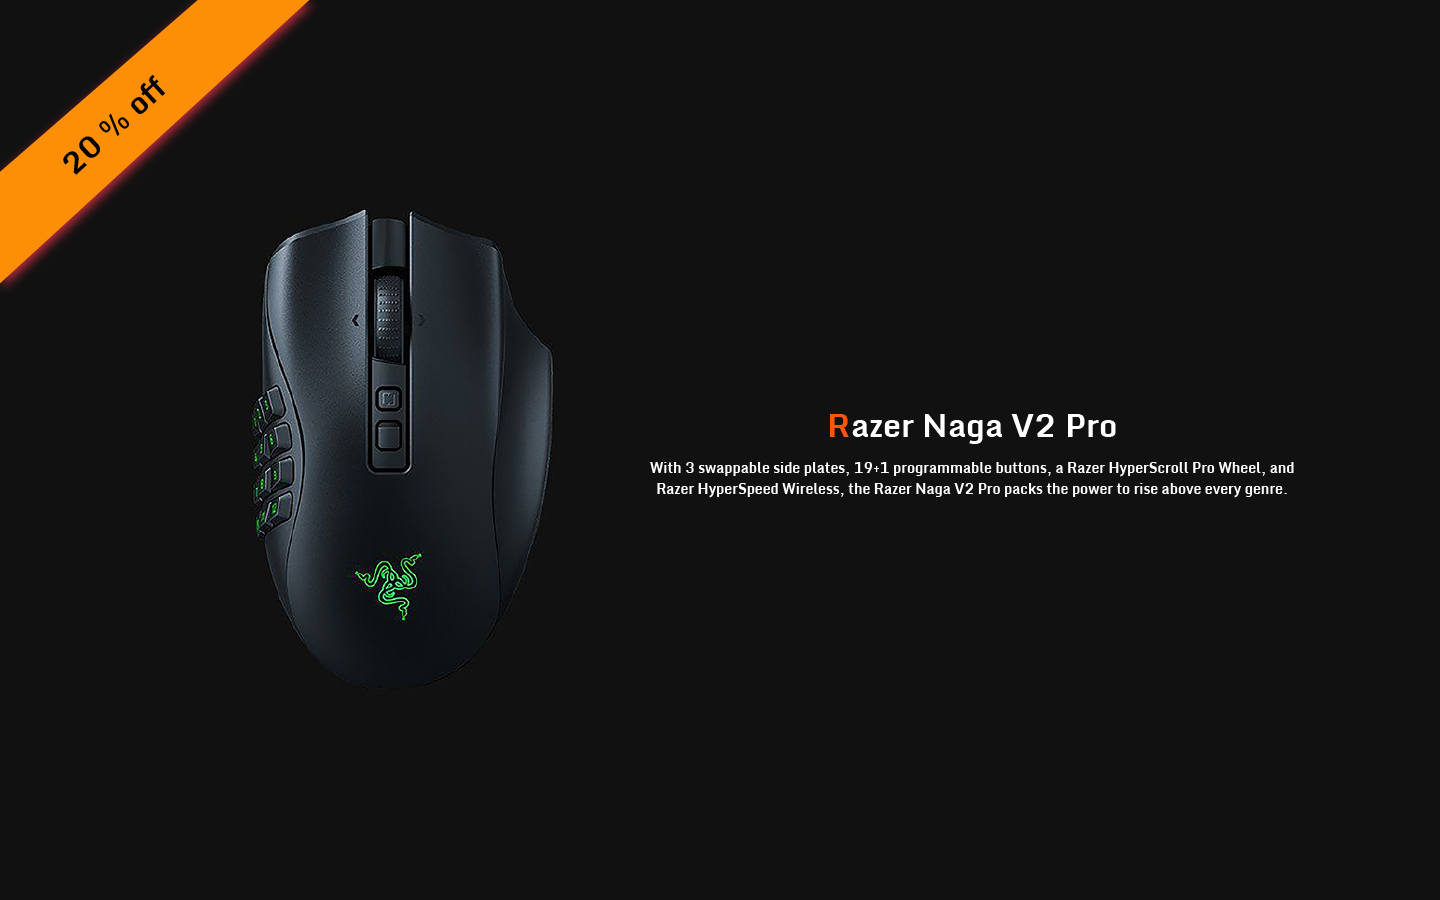 20 % off
Razer Naga V2 Pro
With 3 swappable side plates, 19+1 programmable buttons, a Razer HyperScroll Pro Wheel, and
Razer HyperSpeed Wireless, the Razer Naga V2 Pro packs the power to rise above every genre.